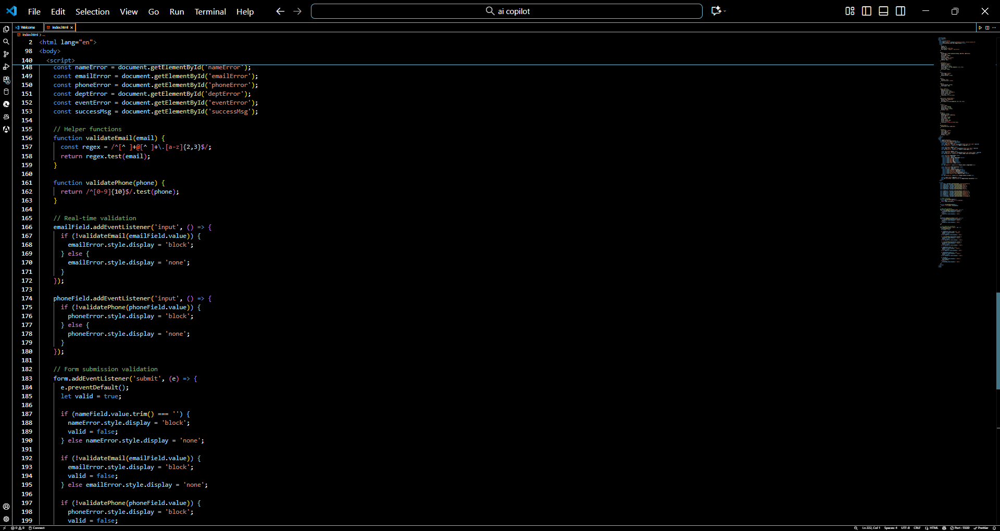 File Edit Selection View Go Run Terminal Help
ai copilot
Welcome
index.html
index.html > ...
2 <html lang="en">
98 <body>
140 <script>
148 const nameError = document.getElementById('nameError');
149 const emailError = document.getElementById('emailError');
150 const phoneError = document.getElementById('phoneError');
151 const deptError = document.getElementById('deptError');
152 const eventError = document.getElementById('eventError');
153 const successMsg = document.getElementById('successMsg');
154
155 // Helper functions
156 function validateEmail(email) {
157 const regex = /^[^ ]+@[^ ]+\.[a-z]{2,3}$/;
158 return regex.test(email);
159 }
160
161 function validatePhone(phone) {
162 return /^[0-9]{10}$/.test(phone);
163 }
164
165 // Real-time validation
166 emailField.addEventListener('input', () => {
167 if (!validateEmail(emailField.value)) {
168 emailError.style.display = 'block';
169 } else {
170 emailError.style.display = 'none';
171 }
172 });
173
174 phoneField.addEventListener('input', () => {
175 if (!validatePhone(phoneField.value)) {
176 phoneError.style.display = 'block';
177 } else {
178 phoneError.style.display = 'none';
179 }
180 });
181
182 // Form submission validation
183 form.addEventListener('submit', (e) => {
184 e.preventDefault();
185 let valid = true;
186
187 if (nameField.value.trim() === '') {
188 nameError.style.display = 'block';
189 valid = false;
190 } else nameError.style.display = 'none';
191
192 if (!validateEmail(emailField.value)) {
193 emailError.style.display = 'block';
194 valid = false;
195 } else emailError.style.display = 'none';
196
197 if (!validatePhone(phoneField.value)) {
198 phoneError.style.display = 'block';
199 valid = false;
0 0 Connect
Ln 222, Col 1 Spaces: 4 UTF-8 CRLF HTML Port : 5500 Prettier